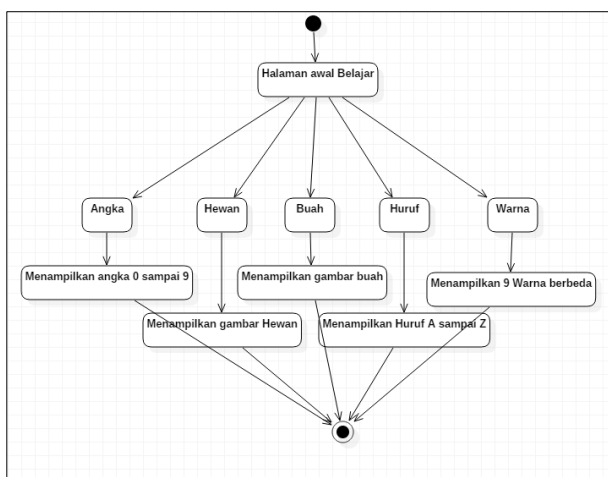 Halaman awal Belajar
Angka
Hewan
Buah
Huruf
Warna
Menampilkan angka 0 sampai 9
Menampilkan gambar buah
Menampilkan 9 Warna berbeda
Menampilkan gambar Hewan
Menampilkan Huruf A sampai Z